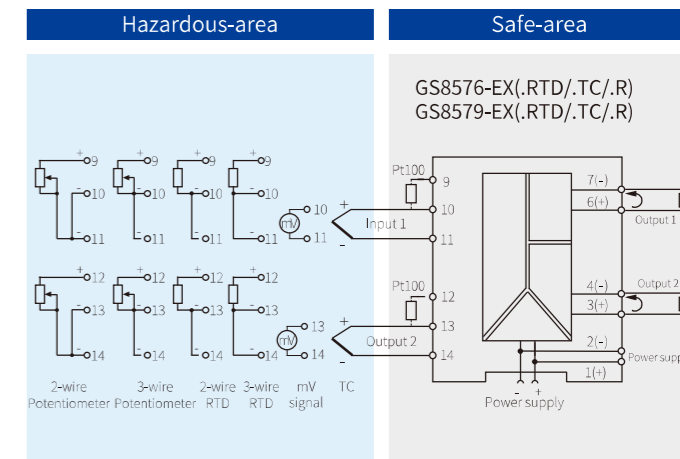 Hazardous-area
Safe-area
GS8576-EX(.RTD/.TC/.R)
GS8579-EX(.RTD/.TC/.R)
+ 9 + 9 + 9 + 9
- 10 - 10 - 10 - 10
- 11 - 11 - 11 - 11
mV
10
11
+
Input 1
-
Pt100
9
10
11
7(-)
6(+)
Output 1
+ 12 + 12 + 12 + 12
- 13 - 13 - 13 - 13
- 14 - 14 - 14 - 14
mV
13
14
+
Output 2
-
Pt100
12
13
14
4(-)
3(+)
Output 2
2(-)
1(+)
Power supp
- +
Power supply
2-wire
Potentiometer
3-wire
Potentiometer
2-wire
RTD
3-wire
RTD
mV
signal
TC